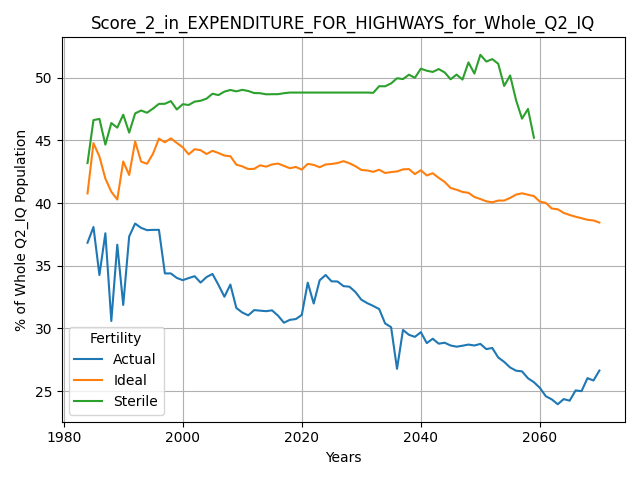 Score_2_in_EXPENDITURE_FOR_HIGHWAYS_for_Whole_Q2_IQ
% of Whole Q2_IQ Population
50
45
40
35
30
25
Fertility
Actual
Ideal
Sterile
1980 2000 2020 2040 2060
Years